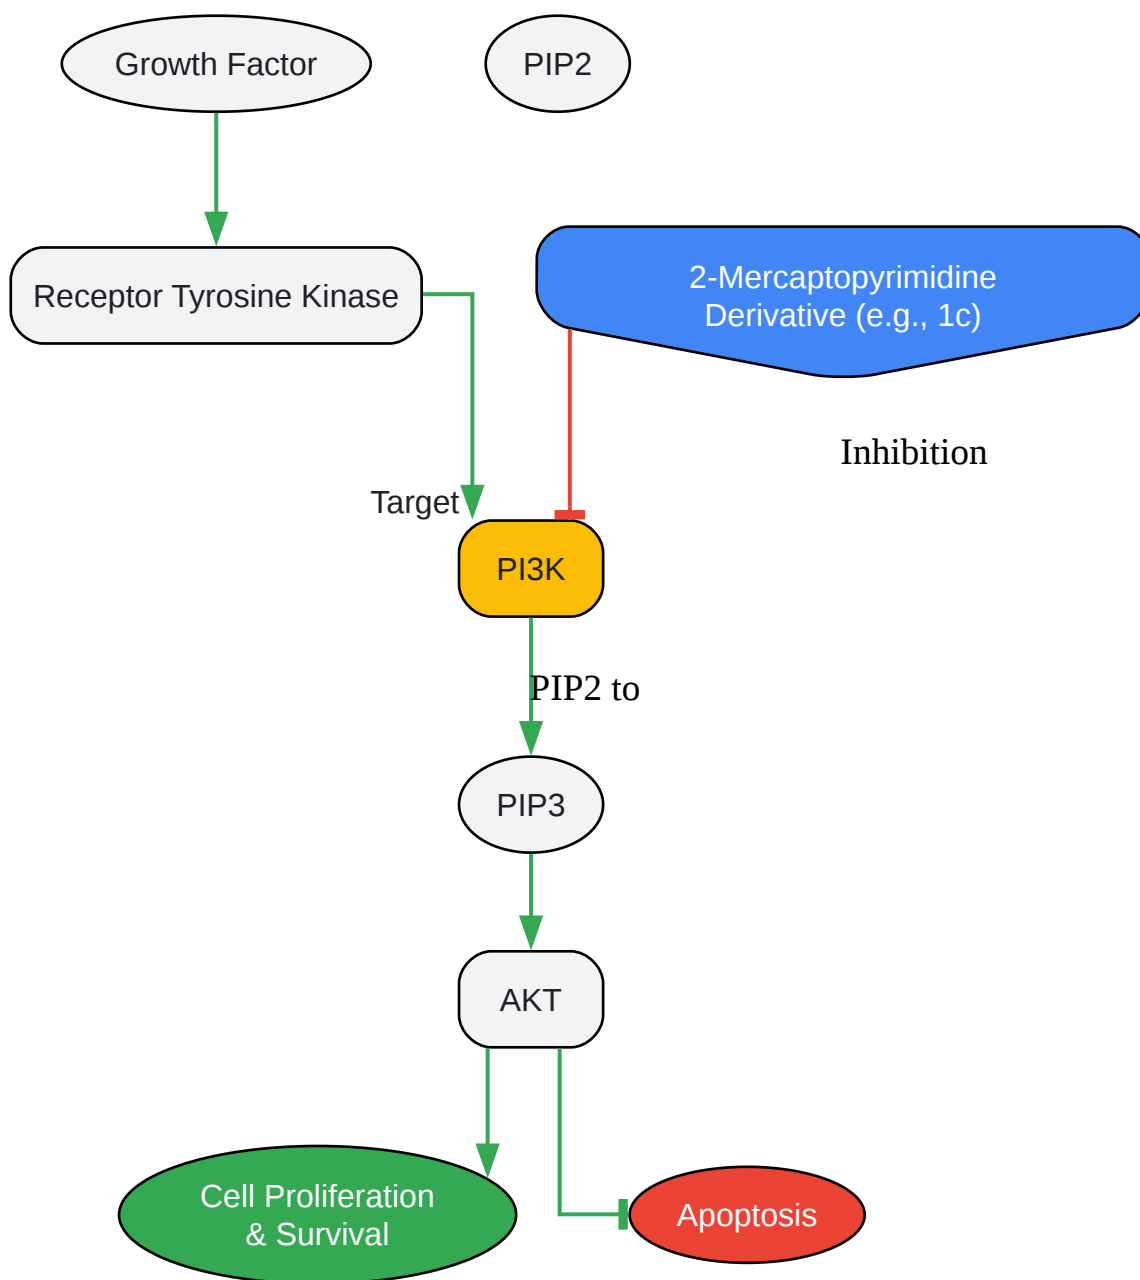 Growth Factor
PIP2
Receptor Tyrosine Kinase
2-Mercaptopyrimidine
Derivative (e.g., 1c)
Inhibition
Target
PI3K
PIP2 to
PIP3
AKT
Cell Proliferation
& Survival
Apoptosis